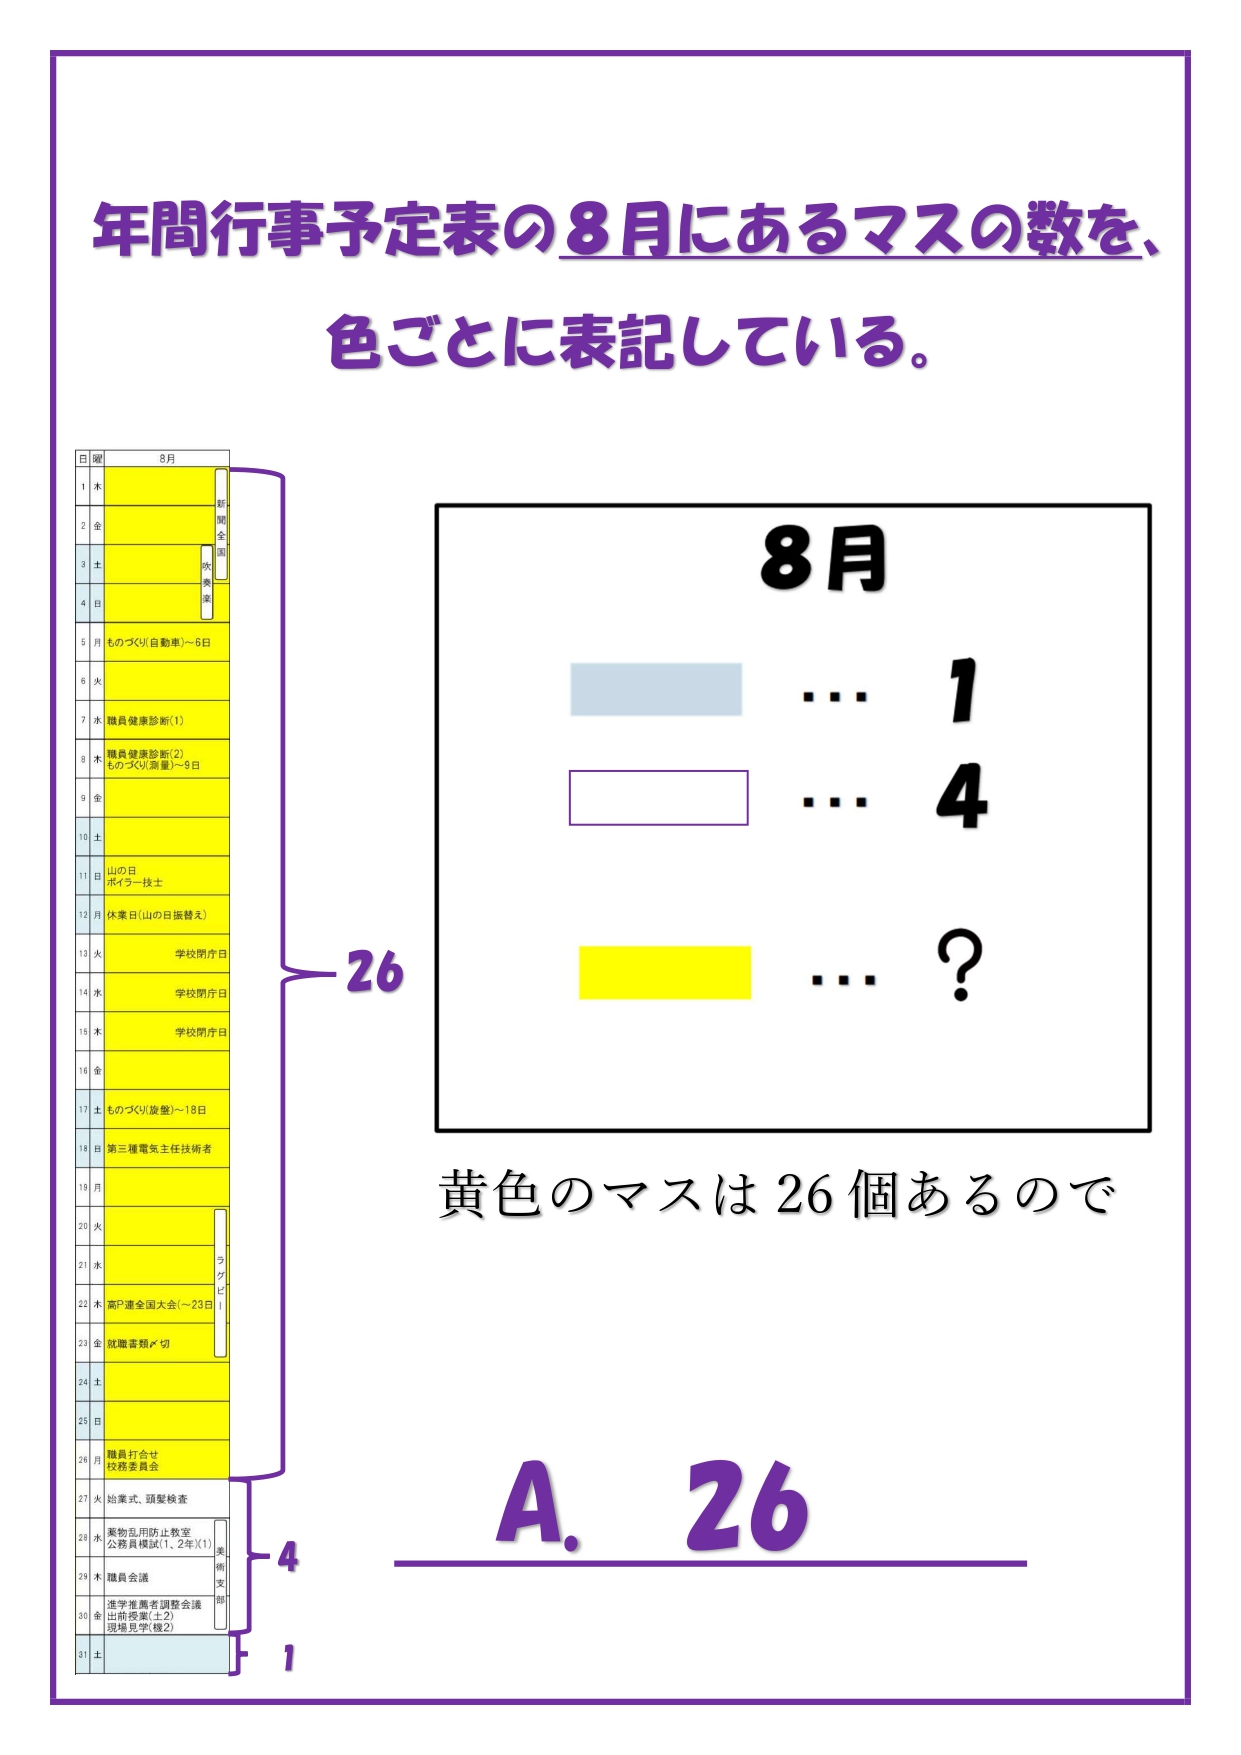 年間行事予定表の8月にあるマスの数を、
色ごとに表記している。
日 曜 8月
1 木
2 金
新聞全国
3 土
4 日
吹奏楽
5 月 ものづくり(自動車)～6日
6 火
7 水 職員健康診断(1)
8 木 職員健康診断(2)
ものづくり(測量)～9日
9 金
10 土
11 日 山の日
ボイラー技士
12 月 休業日(山の日振替え)
13 火 学校閉庁日
14 水 学校閉庁日
15 木 学校閉庁日
16 金
17 土 ものづくり(旋盤)～18日
18 日 第三種電気主任技術者
19 月
20 火
21 水
ラグビー
22 木 高P連全国大会(～23日
23 金 就職書類〆切
24 土
25 日
26 月 職員打合せ
校務委員会
27 火 始業式、頭髪検査
28 水 薬物乱用防止教室
公務員模試(1、2年)(1)
美術支部
29 木 職員会議
30 金 進学推薦者調整会議
出前授業(土2)
現場見学(機2)
31 土
26
4
1
8月
… 1
… 4
… ?
黄色のマスは 26 個あるので
A. 26